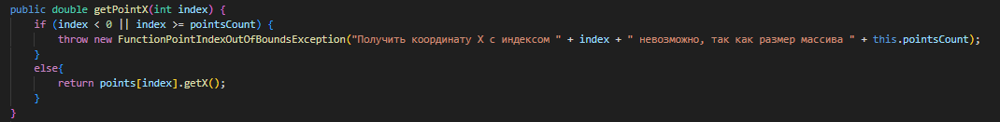 public double getPointX(int index) {
    if (index < 0 || index >= pointsCount) {
        throw new FunctionPointIndexOutOfBoundsException("Получить координату X с индексом " + index + " невозможно, так как размер массива " + this.pointsCount);
    }
    else{
        return points[index].getX();
    }
}